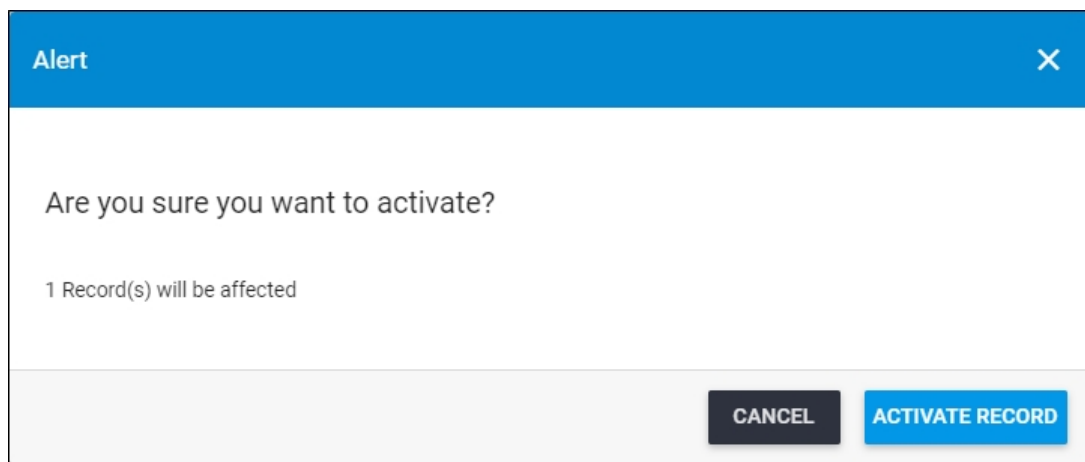 Alert
Are you sure you want to activate?
1 Record(s) will be affected
CANCEL ACTIVATE RECORD